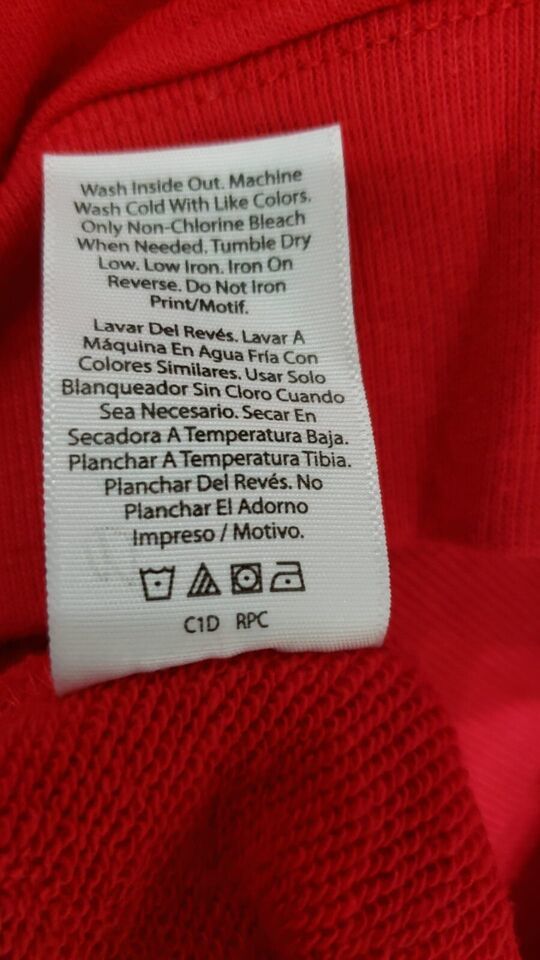 Wash Inside Out. Machine
Wash Cold With Like Colors.
Only Non-Chlorine Bleach
When Needed. Tumble Dry
Low. Low Iron. Iron On
Reverse. Do Not Iron
Print/Motif.
Lavar Del Revés. Lavar A
Máquina En Agua Fría Con
Colores Similares. Usar Solo
Blanqueador Sin Cloro Cuando
Sea Necesario. Secar En
Secadora A Temperatura Baja.
Planchar A Temperatura Tibia.
Planchar Del Revés. No
Planchar El Adorno
Impreso / Motivo.
C1D RPC